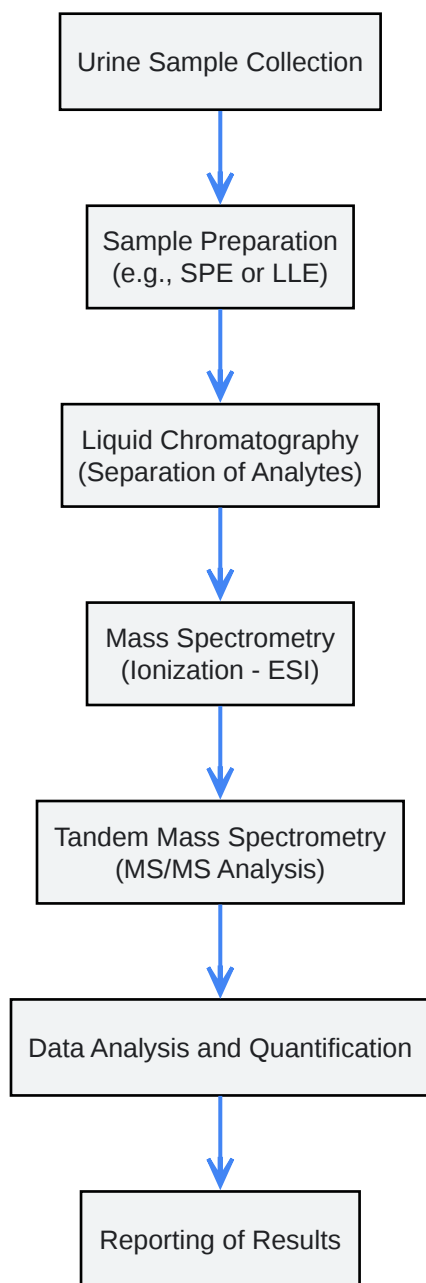 Urine Sample Collection
Sample Preparation
(e.g., SPE or LLE)
Liquid Chromatography
(Separation of Analytes)
Mass Spectrometry
(Ionization - ESI)
Tandem Mass Spectrometry
(MS/MS Analysis)
Data Analysis and Quantification
Reporting of Results